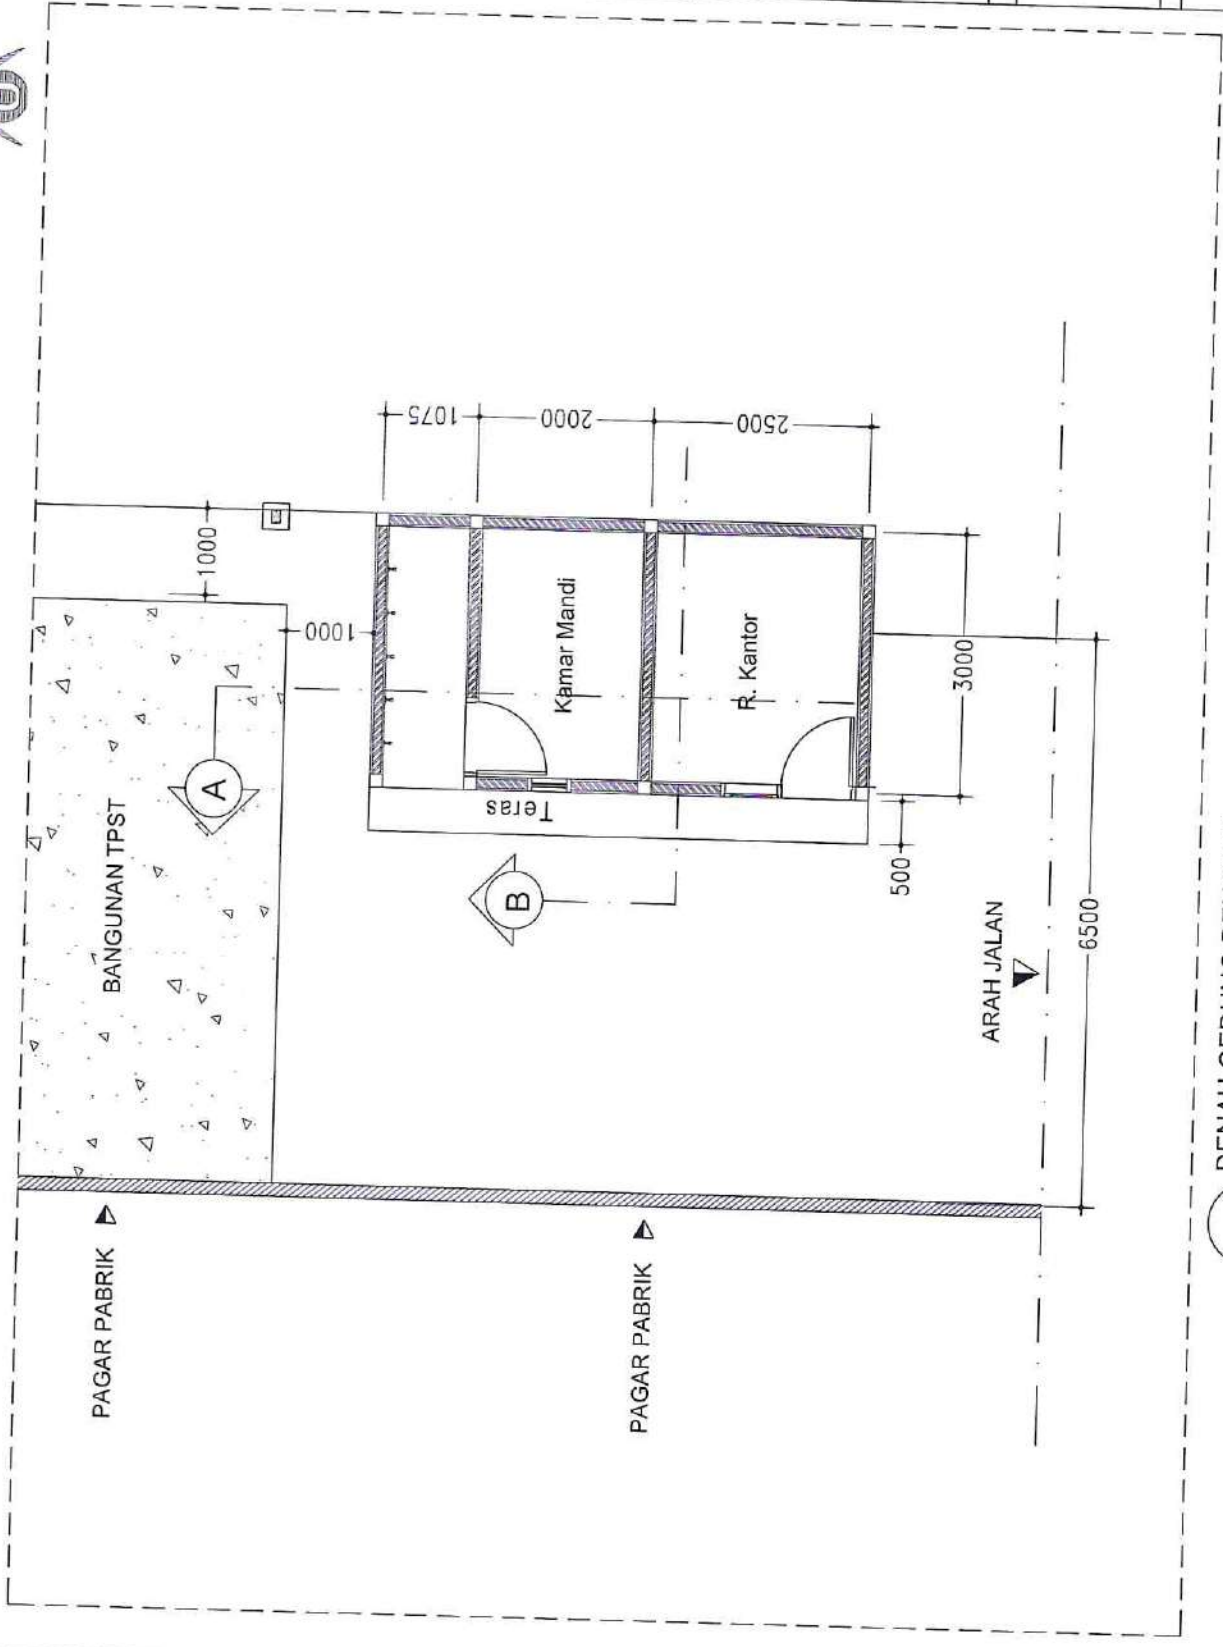 PAGAR PABRIK
PAGAR PABRIK
BANGUNAN TPST
A
1000
1000
B
Teras
Kamar Mandi
R. Kantor
1075
2000
2500
500
3000
6500
ARAH JALAN